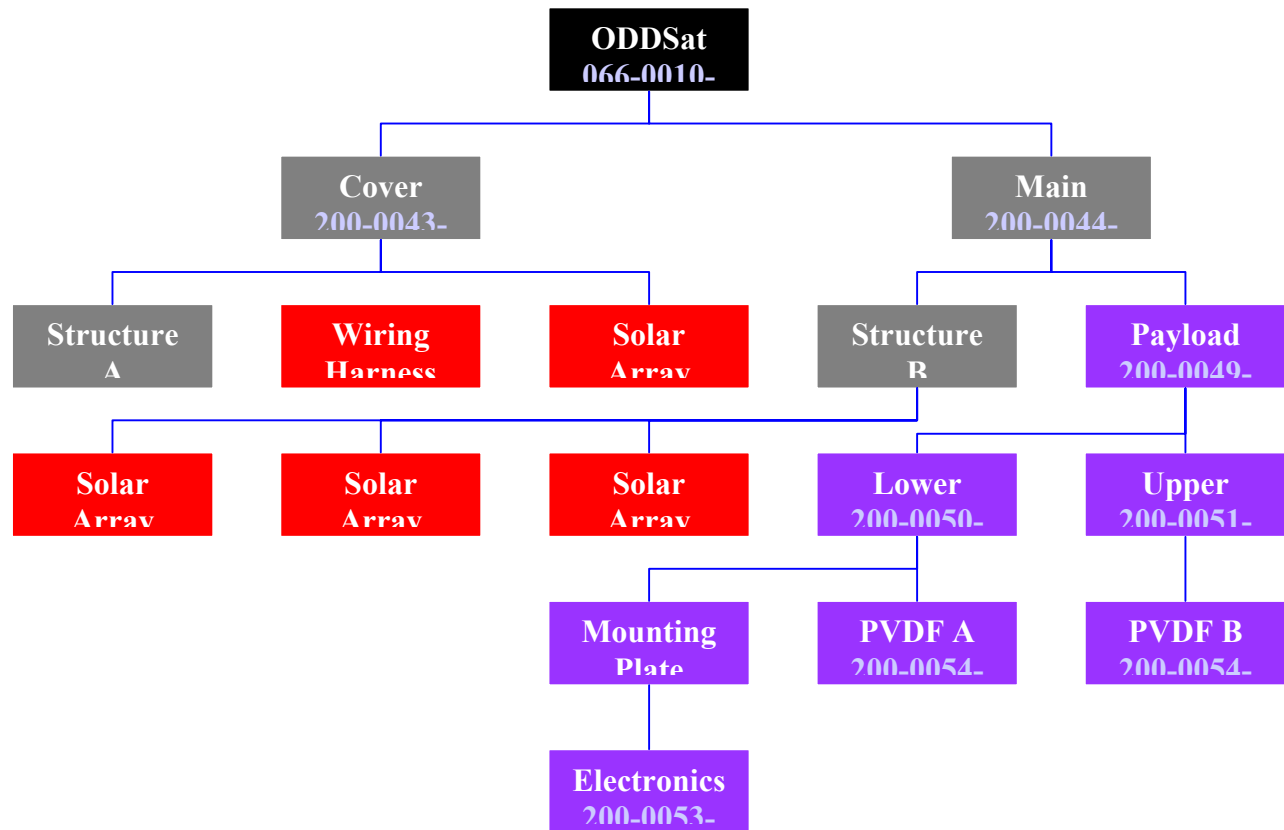 ODDSat
066-0010-
Cover
200-0043-
Main
200-0044-
Structure
A
Wiring
Harness
Solar
Array
Structure
B
Payload
200-0049-
Solar
Array
Solar
Array
Solar
Array
Lower
200-0050-
Upper
200-0051-
Mounting
Plate
PVDF A
200-0054-
PVDF B
200-0054-
Electronics
200-0053-